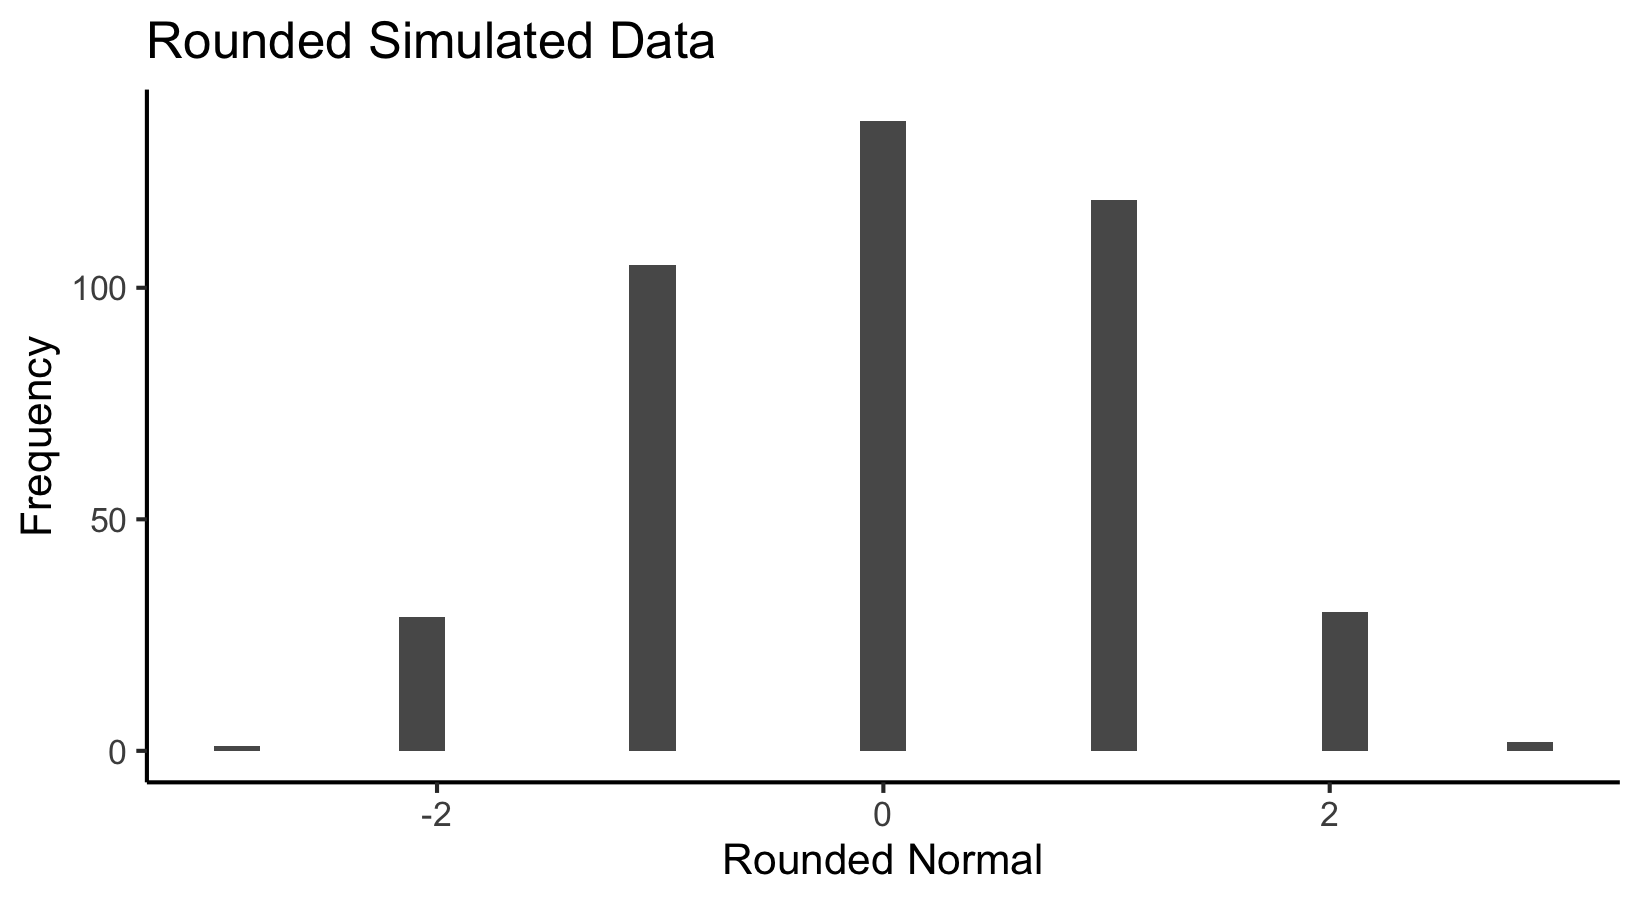 Rounded Simulated Data
Frequency
100
50
0
-2 0 2
Rounded Normal